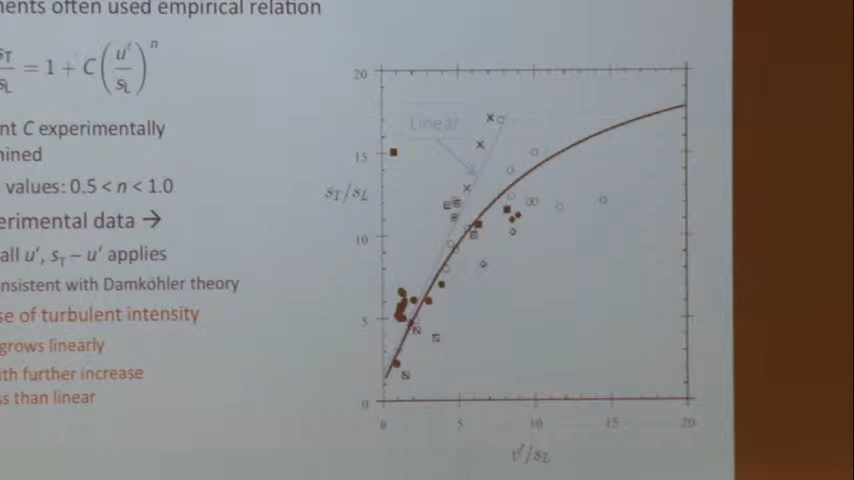 ents often used empirical relation
sT/sL = 1 + C(u′/sL)^n
nt C experimentally
ined
values: 0.5 < n < 1.0
erimental data →
all u′, sT – u′ applies
nsistent with Damköhler theory
se of turbulent intensity
grows linearly
ith further increase
ss than linear
20
Linear
15
sT/sL
10
5
0
0 5 10 15 20
v′/sL